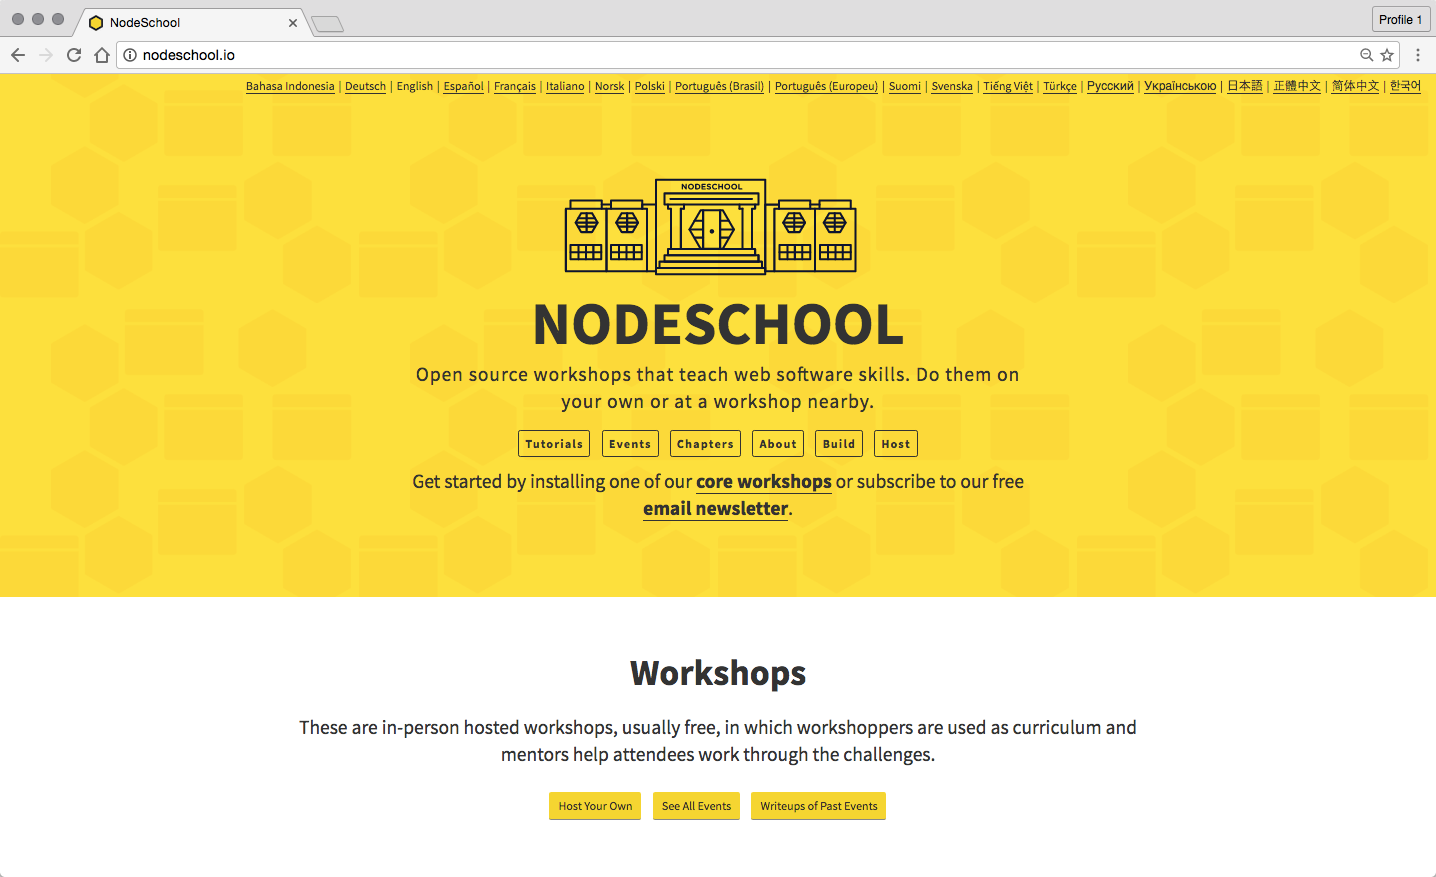 NodeSchool
Profile 1
nodeschool.io
Bahasa Indonesia | Deutsch | English | Español | Français | Italiano | Norsk | Polski | Português (Brasil) | Português (Europeu) | Suomi | Svenska | Tiếng Việt | Türkçe | Русский | Українською | 日本語 | 正體中文 | 简体中文 | 한국어
NODESCHOOL
NODESCHOOL
Open source workshops that teach web software skills. Do them on
your own or at a workshop nearby.
Tutorials Events Chapters About Build Host
Get started by installing one of our core workshops or subscribe to our free
email newsletter.
Workshops
These are in-person hosted workshops, usually free, in which workshoppers are used as curriculum and
mentors help attendees work through the challenges.
Host Your Own See All Events Writeups of Past Events